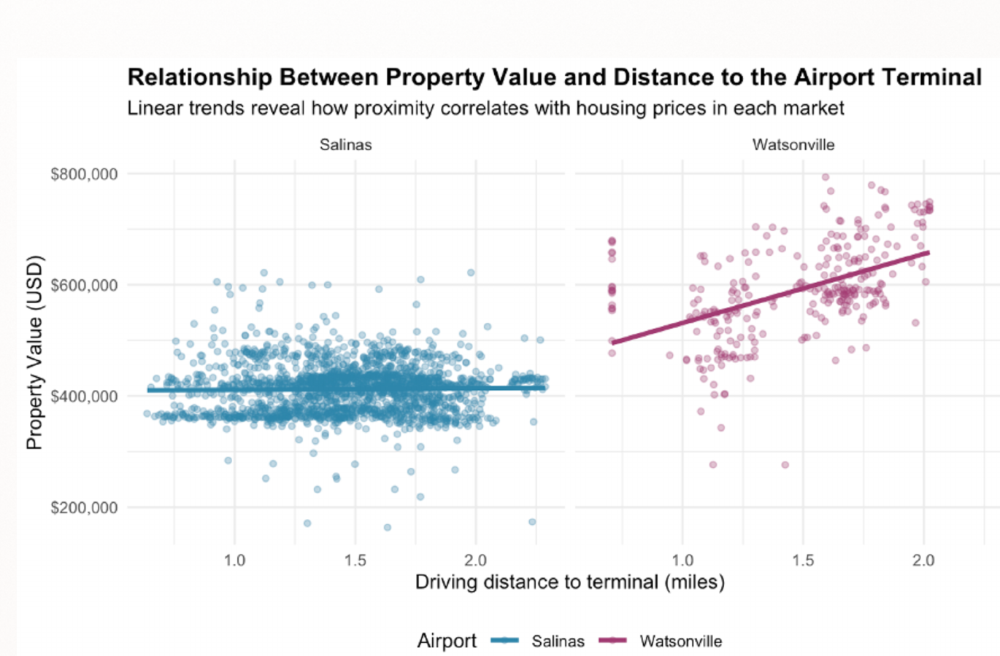 Relationship Between Property Value and Distance to the Airport Terminal
Linear trends reveal how proximity correlates with housing prices in each market
Salinas
Watsonville
$800,000
$600,000
$400,000
$200,000
Property Value (USD)
1.0 1.5 2.0
1.0 1.5 2.0
Driving distance to terminal (miles)
Airport Salinas Watsonville